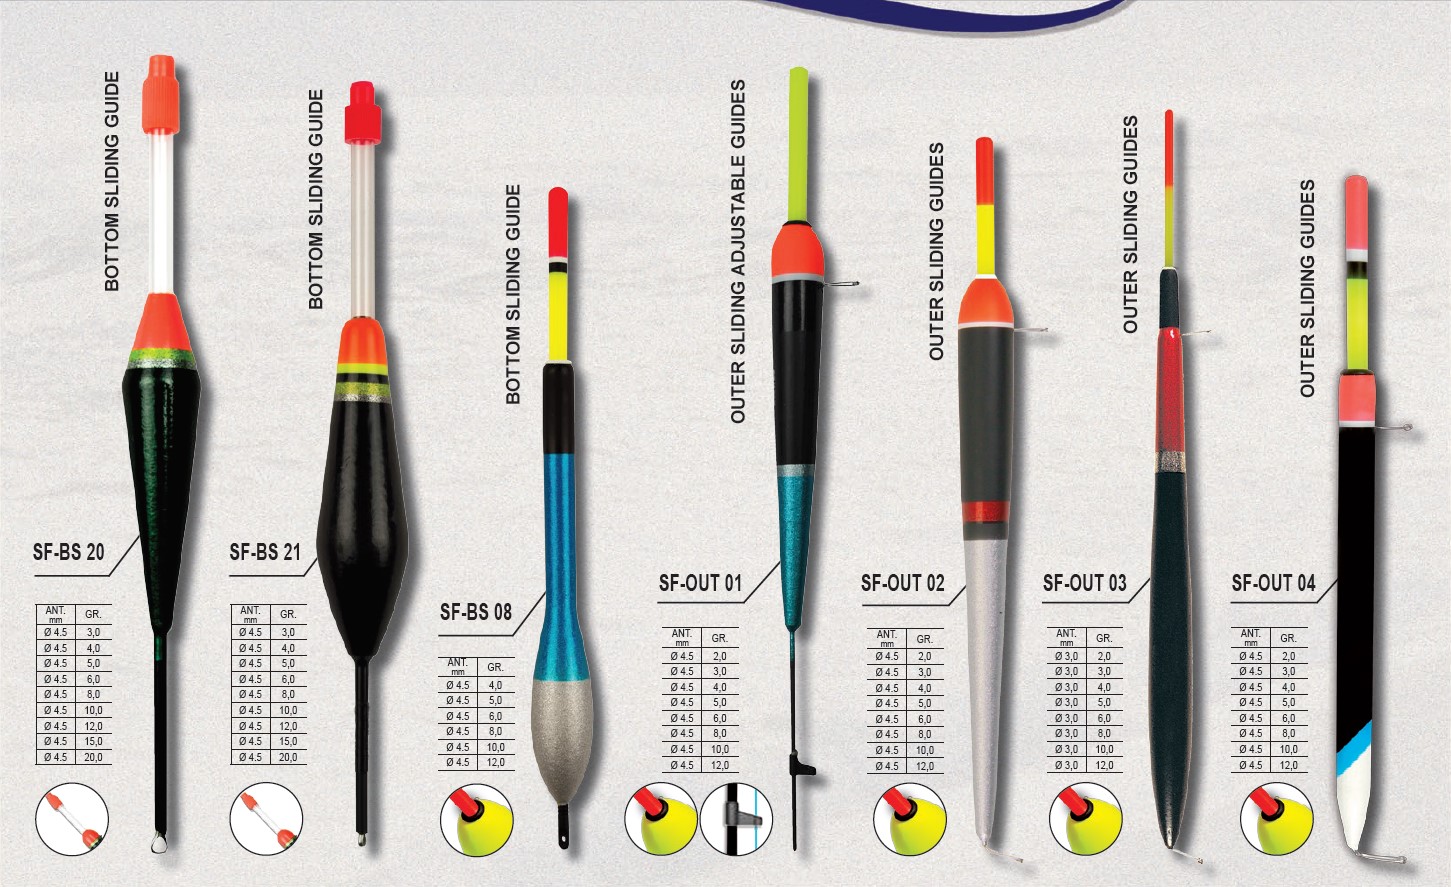 BOTTOM SLIDING GUIDE
SF-BS 20
ANT. mm GR.
Ø 4.5 3,0
Ø 4.5 4,0
Ø 4.5 5,0
Ø 4.5 6,0
Ø 4.5 8,0
Ø 4.5 10,0
Ø 4.5 12,0
Ø 4.5 15,0
Ø 4.5 20,0
BOTTOM SLIDING GUIDE
SF-BS 21
ANT. mm GR.
Ø 4.5 3,0
Ø 4.5 4,0
Ø 4.5 5,0
Ø 4.5 6,0
Ø 4.5 8,0
Ø 4.5 10,0
Ø 4.5 12,0
Ø 4.5 15,0
Ø 4.5 20,0
BOTTOM SLIDING GUIDE
SF-BS 08
ANT. mm GR.
Ø 4.5 4,0
Ø 4.5 5,0
Ø 4.5 6,0
Ø 4.5 8,0
Ø 4.5 10,0
Ø 4.5 12,0
OUTER SLIDING ADJUSTABLE GUIDES
SF-OUT 01
ANT. mm GR.
Ø 4.5 2,0
Ø 4.5 3,0
Ø 4.5 4,0
Ø 4.5 5,0
Ø 4.5 6,0
Ø 4.5 8,0
Ø 4.5 10,0
Ø 4.5 12,0
OUTER SLIDING GUIDES
SF-OUT 02
ANT. mm GR.
Ø 4.5 2,0
Ø 4.5 3,0
Ø 4.5 4,0
Ø 4.5 5,0
Ø 4.5 6,0
Ø 4.5 8,0
Ø 4.5 10,0
Ø 4.5 12,0
OUTER SLIDING GUIDES
SF-OUT 03
ANT. mm GR.
Ø 3,0 2,0
Ø 3,0 3,0
Ø 3,0 4,0
Ø 3,0 5,0
Ø 3,0 6,0
Ø 3,0 8,0
Ø 3,0 10,0
Ø 3,0 12,0
OUTER SLIDING GUIDES
SF-OUT 04
ANT. mm GR.
Ø 4.5 2,0
Ø 4.5 3,0
Ø 4.5 4,0
Ø 4.5 5,0
Ø 4.5 6,0
Ø 4.5 8,0
Ø 4.5 10,0
Ø 4.5 12,0